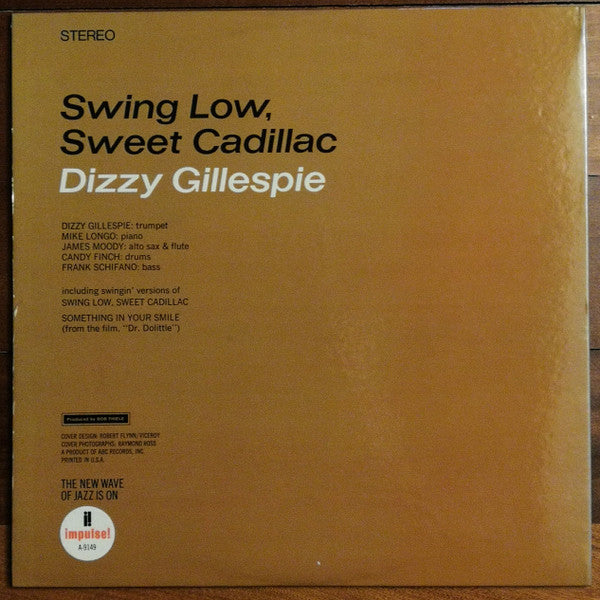 STEREO
Swing Low,
Sweet Cadillac
Dizzy Gillespie
DIZZY GILLESPIE: trumpet
MIKE LONGO: piano
JAMES MOODY: alto sax & flute
CANDY FINCH: drums
FRANK SCHIFANO: bass
including swingin' versions of
SWING LOW, SWEET CADILLAC
SOMETHING IN YOUR SMILE
(from the film, "Dr. Dolittle")
Produced by BOB THIELE
COVER DESIGN: ROBERT FLYNN/VICEROY
COVER PHOTOGRAPHS: RAYMOND ROSS
A PRODUCT OF ABC RECORDS, INC.
PRINTED IN U.S.A.
THE NEW WAVE
OF JAZZ IS ON
i!
impulse!
A-9149